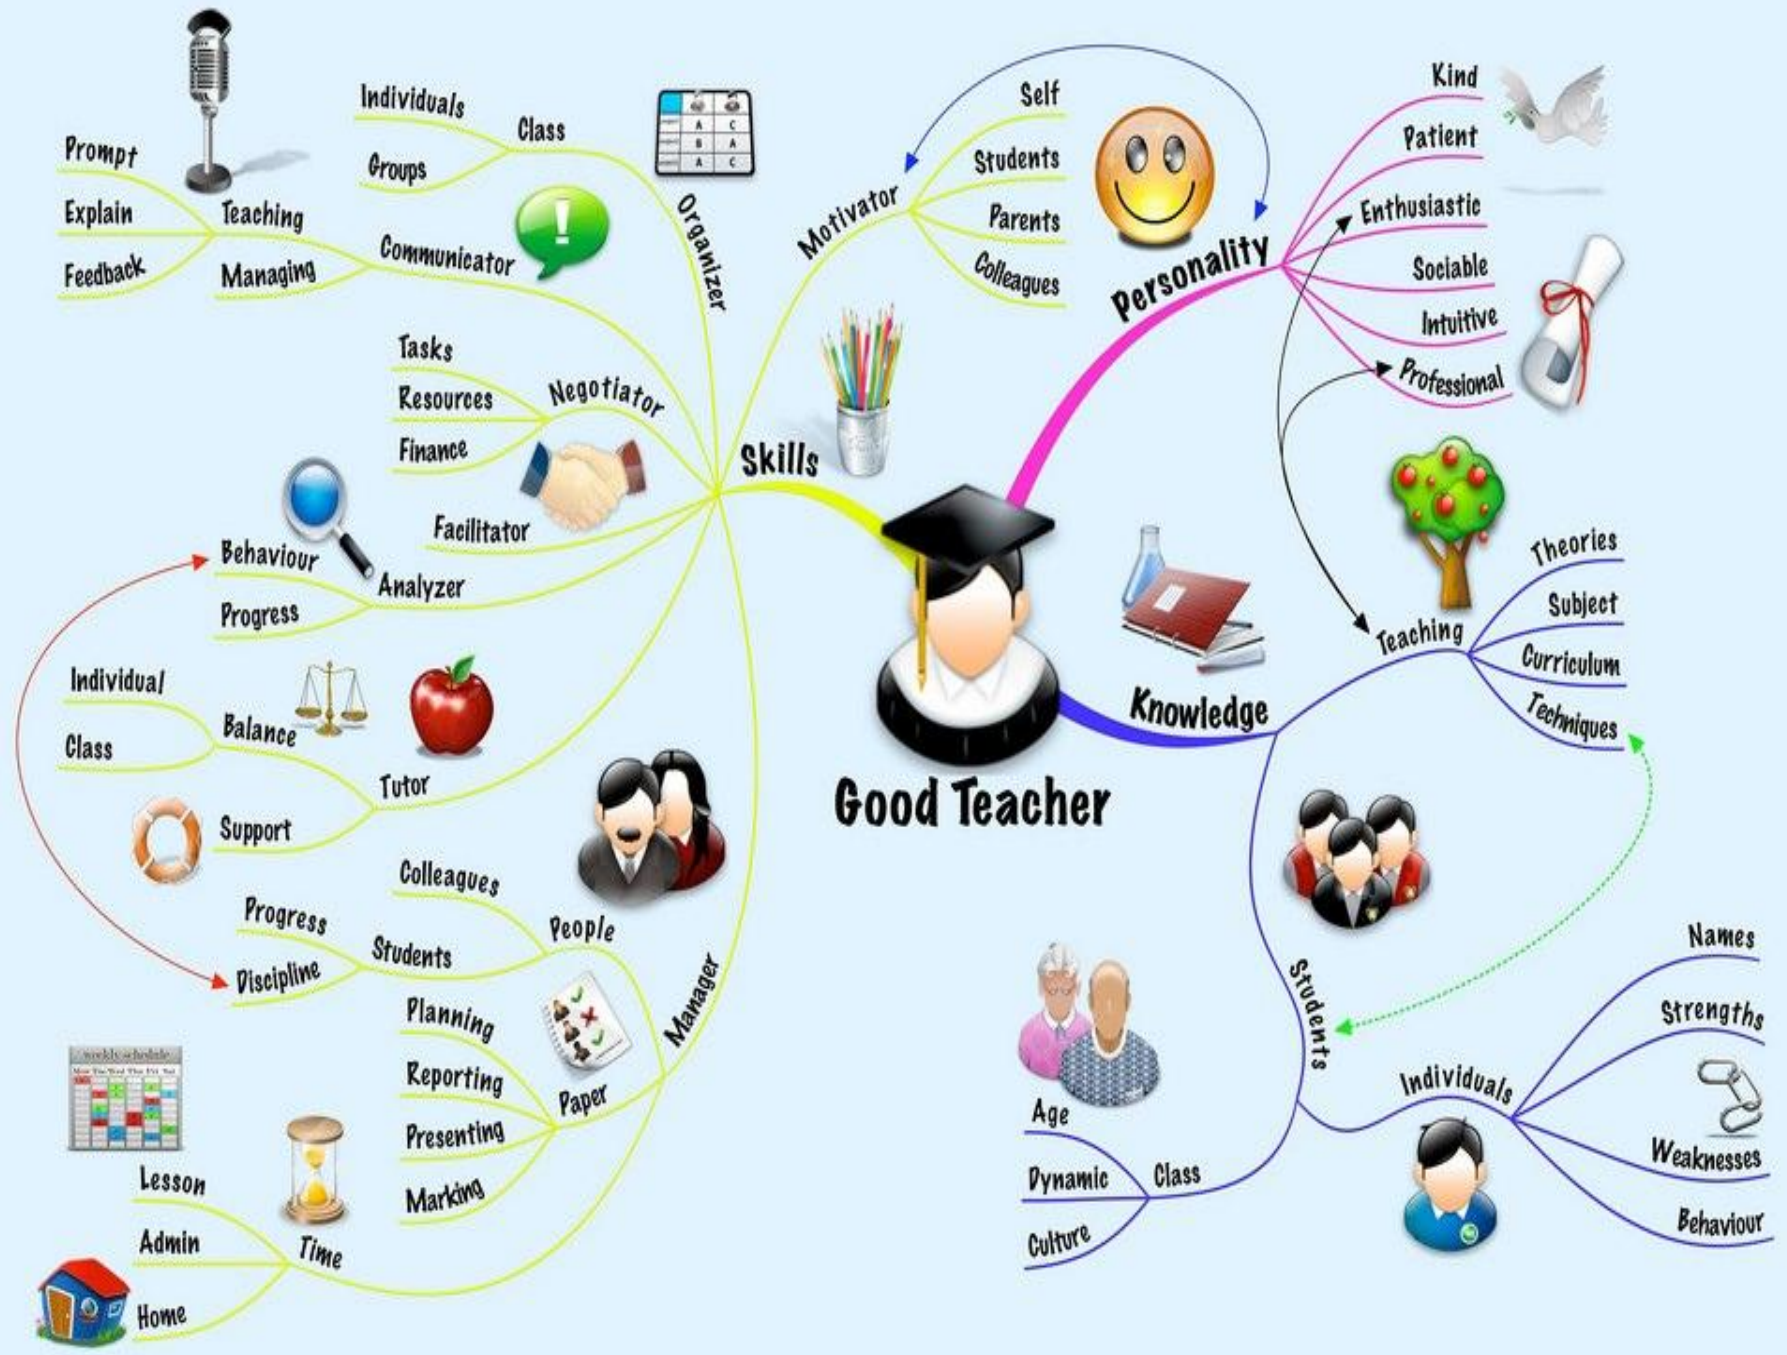 Good Teacher
Personality
Kind
Patient
Enthusiastic
Sociable
Intuitive
Professional
Knowledge
Teaching
Theories
Subject
Curriculum
Techniques
Students
Individuals
Names
Strengths
Weaknesses
Behaviour
Class
Age
Dynamic
Culture
Skills
Motivator
Self
Students
Parents
Colleagues
Organizer
Class
Individuals
Groups
A C
B A
A C
Communicator
!
Teaching
Prompt
Explain
Feedback
Managing
Negotiator
Tasks
Resources
Finance
Facilitator
Analyzer
Behaviour
Progress
Tutor
Balance
Individual
Class
Support
Manager
People
Colleagues
Students
Progress
Discipline
Paper
Planning
Reporting
Presenting
Marking
Time
Lesson
Admin
Home
weekly schedule